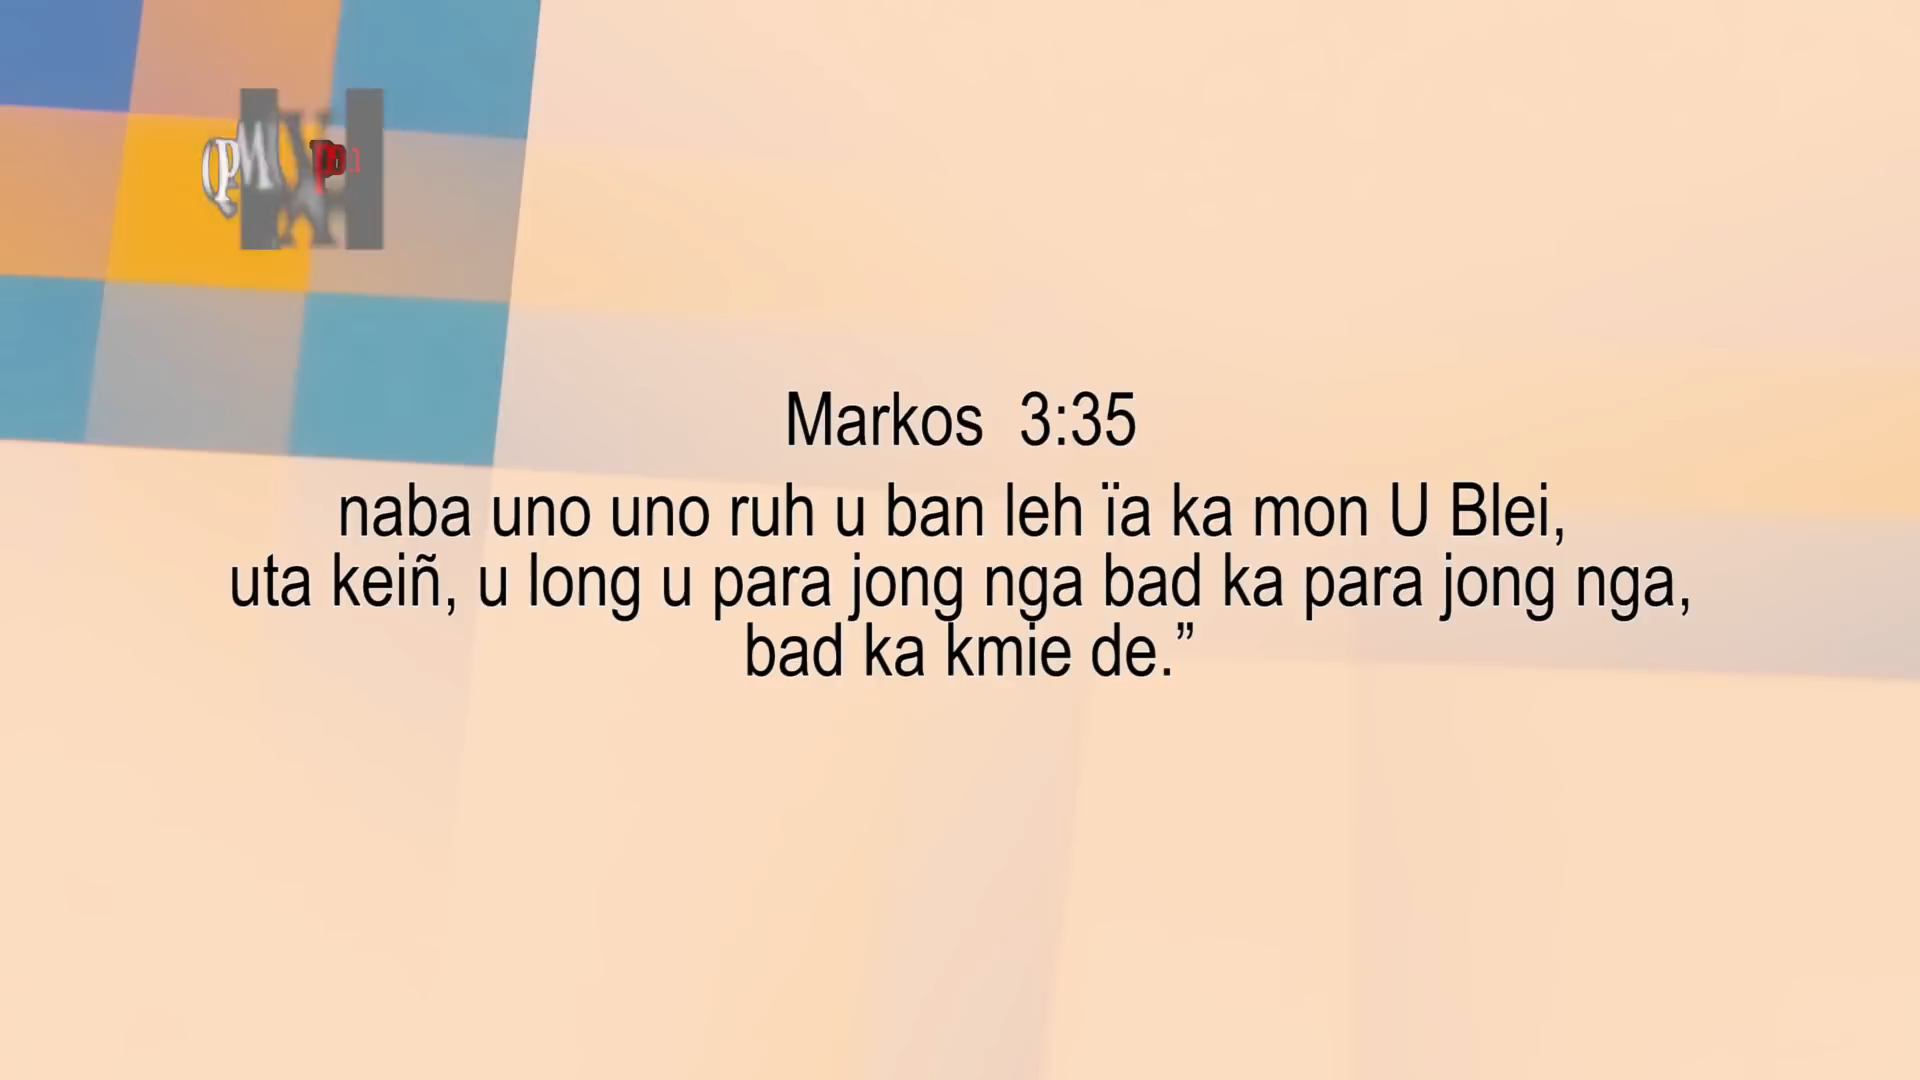 Markos 3:35
naba uno uno ruh u ban leh ïa ka mon U Blei,
uta keiñ, u long u para jong nga bad ka para jong nga,
bad ka kmie de.”